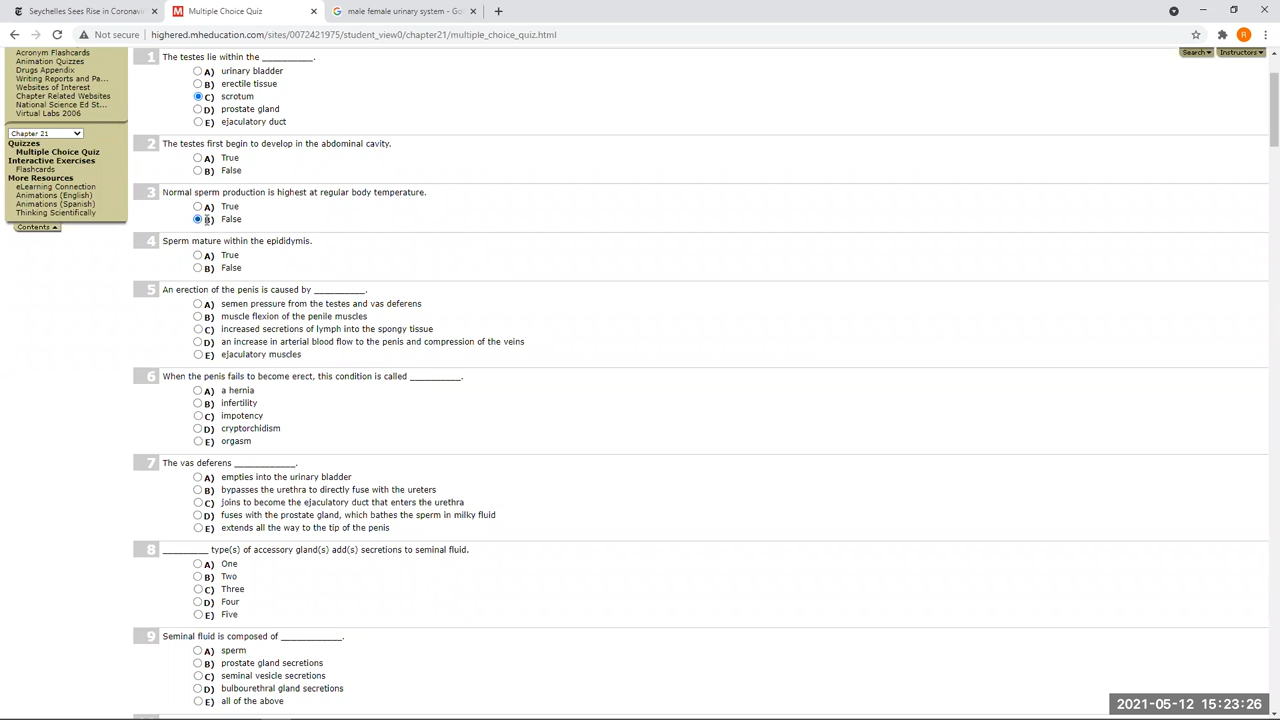 Seychelles Sees Rise in Coronavi
Multiple Choice Quiz
male female urinary system - Go
Not secure
highered.mheducation.com/sites/0072421975/student_view0/chapter21/multiple_choice_quiz.html
R
Search
Instructors
Acronym Flashcards
Animation Quizzes
Drugs Appendix
Writing Reports and Pa...
Websites of Interest
Chapter Related Websites
National Science Ed St...
Virtual Labs 2006
Chapter 21
Quizzes
Multiple Choice Quiz
Interactive Exercises
Flashcards
More Resources
eLearning Connection
Animations (English)
Animations (Spanish)
Thinking Scientifically
Contents
1 The testes lie within the __________.
A) urinary bladder
B) erectile tissue
C) scrotum
D) prostate gland
E) ejaculatory duct
2 The testes first begin to develop in the abdominal cavity.
A) True
B) False
3 Normal sperm production is highest at regular body temperature.
A) True
B) False
4 Sperm mature within the epididymis.
A) True
B) False
5 An erection of the penis is caused by __________.
A) semen pressure from the testes and vas deferens
B) muscle flexion of the penile muscles
C) increased secretions of lymph into the spongy tissue
D) an increase in arterial blood flow to the penis and compression of the veins
E) ejaculatory muscles
6 When the penis fails to become erect, this condition is called __________.
A) a hernia
B) infertility
C) impotency
D) cryptorchidism
E) orgasm
7 The vas deferens ____________.
A) empties into the urinary bladder
B) bypasses the urethra to directly fuse with the ureters
C) joins to become the ejaculatory duct that enters the urethra
D) fuses with the prostate gland, which bathes the sperm in milky fluid
E) extends all the way to the tip of the penis
8 _________ type(s) of accessory gland(s) add(s) secretions to seminal fluid.
A) One
B) Two
C) Three
D) Four
E) Five
9 Seminal fluid is composed of ____________.
A) sperm
B) prostate gland secretions
C) seminal vesicle secretions
D) bulbourethral gland secretions
E) all of the above
2021-05-12 15:23:26